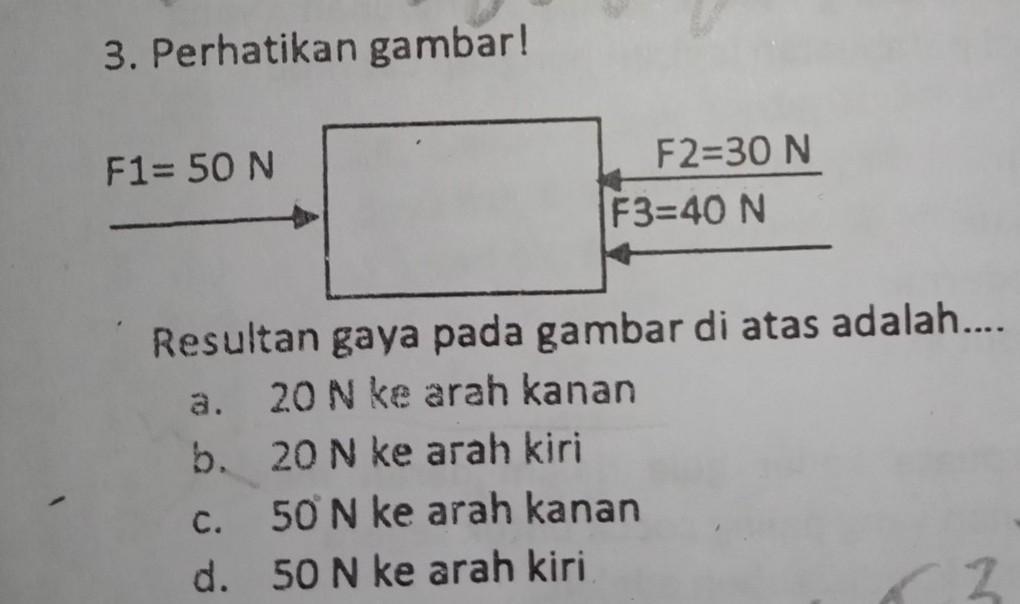 3. Perhatikan gambar!
F1= 50 N
F2=30 N
F3=40 N
Resultan gaya pada gambar di atas adalah....
a. 20 N ke arah kanan
b. 20 N ke arah kiri
c. 50 N ke arah kanan
d. 50 N ke arah kiri